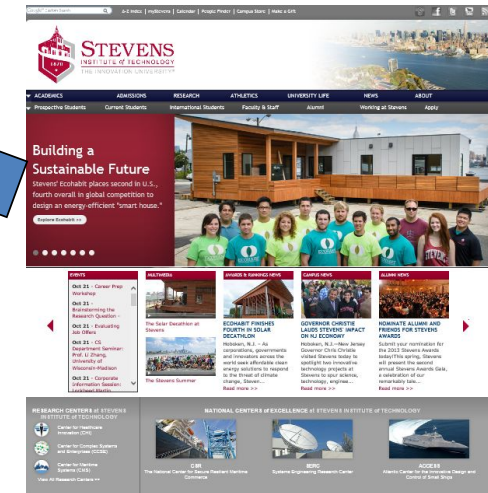 A-Z Index | myStevens | Calendar | People Finder | Campus Store | Make a Gift
1870
STEVENS
INSTITUTE of TECHNOLOGY
THE INNOVATION UNIVERSITY®
ACADEMICS ADMISSIONS RESEARCH ATHLETICS UNIVERSITY LIFE NEWS ABOUT
Prospective Students Current Students International Students Faculty & Staff Alumni Working at Stevens Apply
Building a
Sustainable Future
Stevens' Ecohabit places second in U.S.,
fourth overall in global competition to
design an energy-efficient "smart house."
Explore Ecohabit >>
EVENTS
Oct 21 - Career Prep
Workshop
Oct 21 -
Brainstorming the
Research Question -
Oct 21 - Evaluating
Job Offers
Oct 21 - CS
Department Seminar:
Prof. Li Zhang,
University of
Wisconsin-Madison
Oct 21 - Corporate
Information Session:
Lockheed Martin
MULTIMEDIA
The Solar Decathlon at
Stevens
The Stevens Summer
AWARDS & RANKINGS NEWS
ECOHABIT FINISHES
FOURTH IN SOLAR
DECATHLON
Hoboken, N.J. - As
corporations, governments
and innovators across the
world seek affordable clean
energy solutions to respond
to the threat of climate
change, Steven...
Read more >>
CAMPUS NEWS
GOVERNOR CHRISTIE
LAUDS STEVENS' IMPACT
ON NJ ECONOMY
Hoboken, N.J.—New Jersey
Governor Chris Christie
visited Stevens today to
spotlight two innovative
technology projects at
Stevens to spur science,
technology, enginee...
Read more >>
ALUMNI NEWS
NOMINATE ALUMNI AND
FRIENDS FOR STEVENS
AWARDS
Submit your nomination for
the 2013 Stevens Awards
today!This spring, Stevens
will present the second
annual Stevens Awards Gala,
a celebration of our
remarkably tale...
Read more >>
RESEARCH CENTERS at STEVENS
INSTITUTE of TECHNOLOGY
Center for Healthcare
Innovation (CHI)
Center for Complex Systems
and Enterprises (CCSE)
Center for Maritime
Systems (CMS)
View All Research Centers >>
NATIONAL CENTERS of EXCELLENCE at STEVENS INSTITUTE of TECHNOLOGY
CSR
The National Center for Secure Resilient Maritime
Commerce
SERC
Systems Engineering Research Center
ACCESS
Atlantic Center for the Innovative Design and
Control of Small Ships